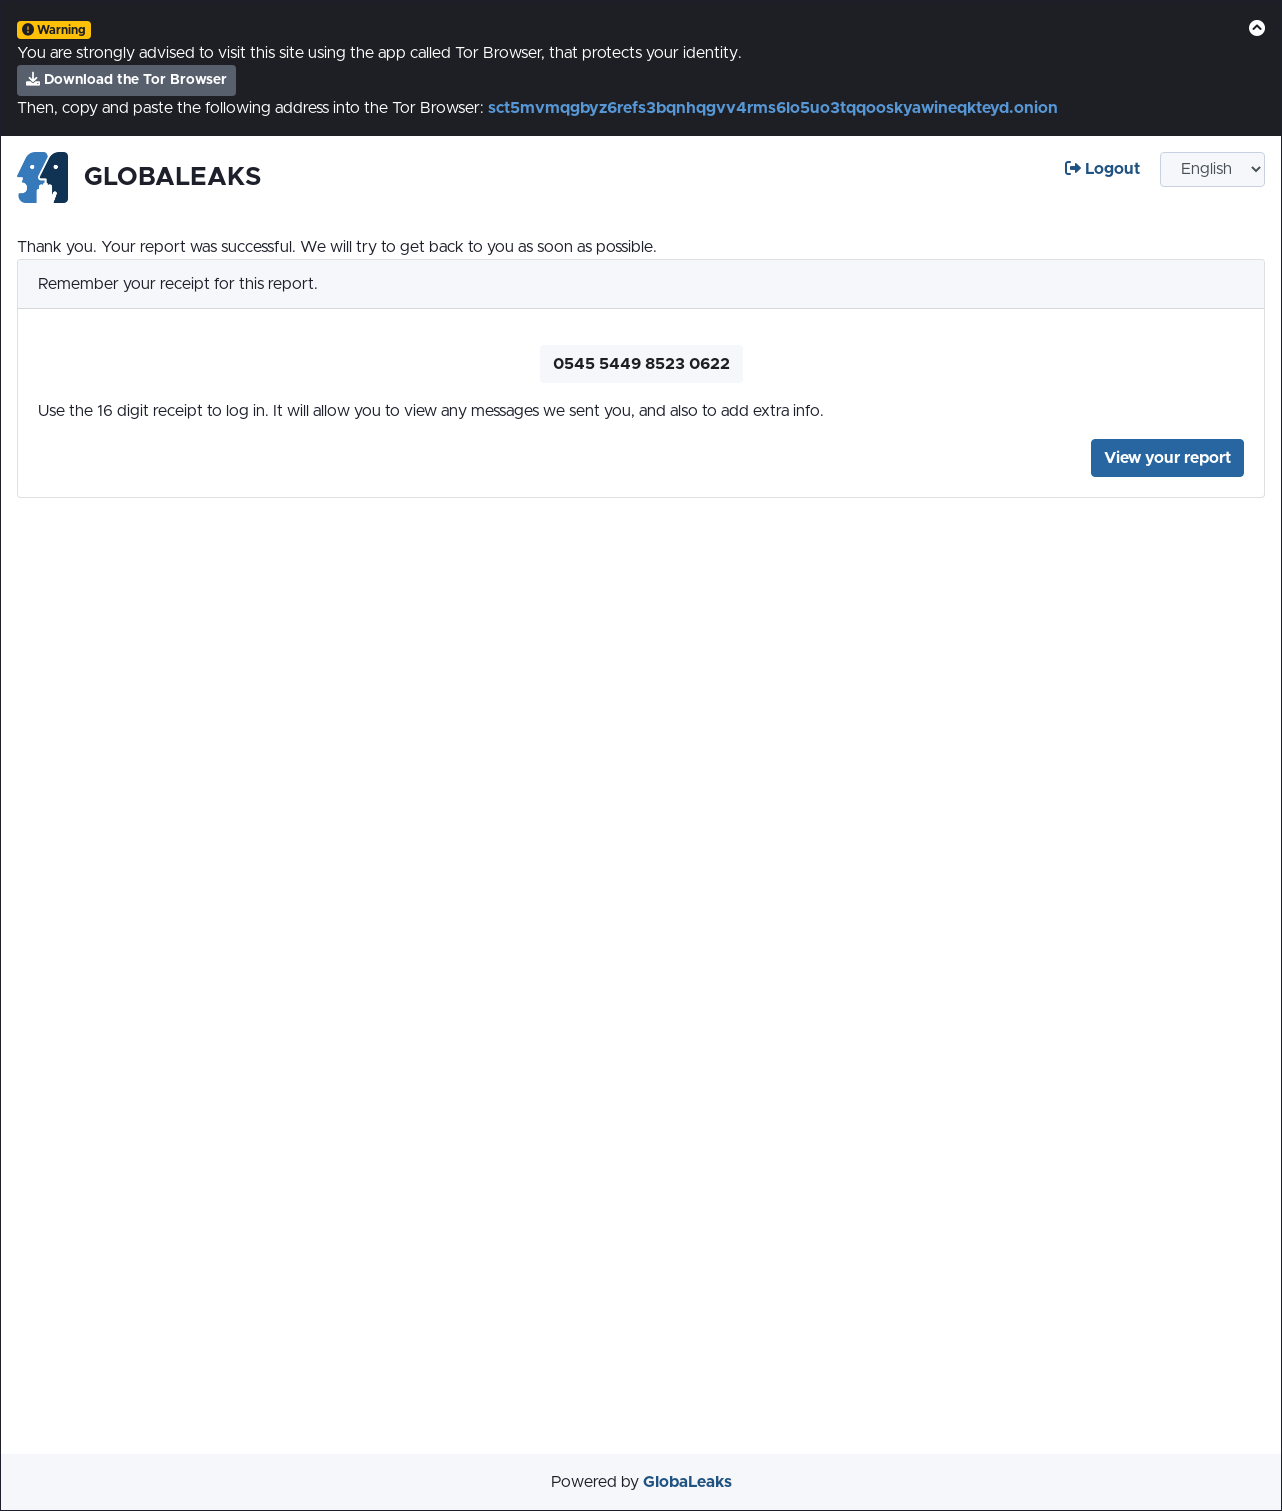 Warning
You are strongly advised to visit this site using the app called Tor Browser, that protects your identity.
Download the Tor Browser
Then, copy and paste the following address into the Tor Browser: sct5mvmqgbyz6refs3bqnhqgvv4rms6lo5uo3tqqooskyawineqkteyd.onion
GLOBALEAKS
Logout
English
Thank you. Your report was successful. We will try to get back to you as soon as possible.
Remember your receipt for this report.
0545 5449 8523 0622
Use the 16 digit receipt to log in. It will allow you to view any messages we sent you, and also to add extra info.
View your report
Powered by GlobaLeaks